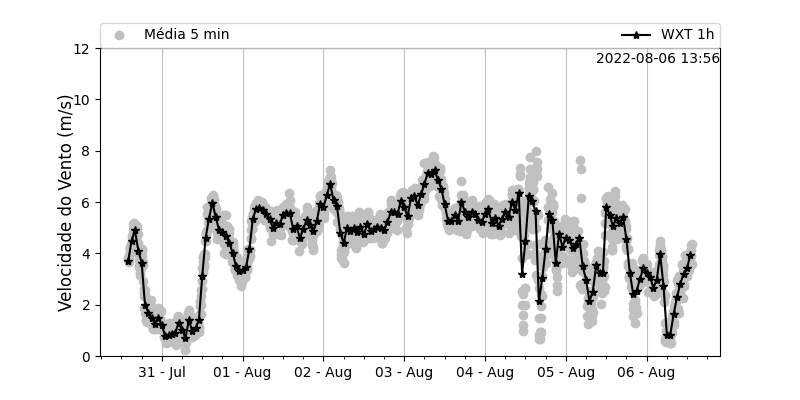 Média 5 min
WXT 1h
2022-08-06 13:56
Velocidade do Vento (m/s)
12
10
8
6
4
2
0
31 - Jul
01 - Aug
02 - Aug
03 - Aug
04 - Aug
05 - Aug
06 - Aug